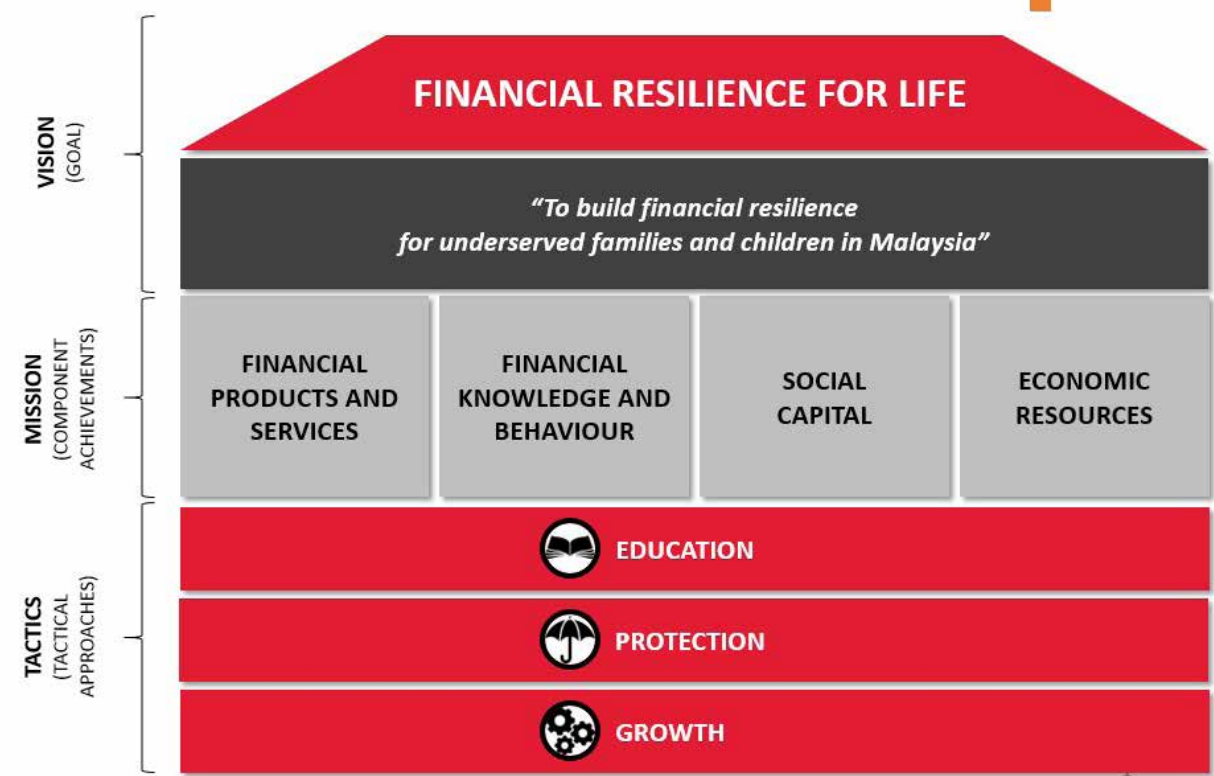 FINANCIAL RESILIENCE FOR LIFE
VISION
(GOAL)
“To build financial resilience
for underserved families and children in Malaysia”
MISSION
(COMPONENT
ACHIEVEMENTS)
FINANCIAL
PRODUCTS AND
SERVICES
FINANCIAL
KNOWLEDGE AND
BEHAVIOUR
SOCIAL
CAPITAL
ECONOMIC
RESOURCES
TACTICS
(TACTICAL
APPROACHES)
EDUCATION
PROTECTION
GROWTH